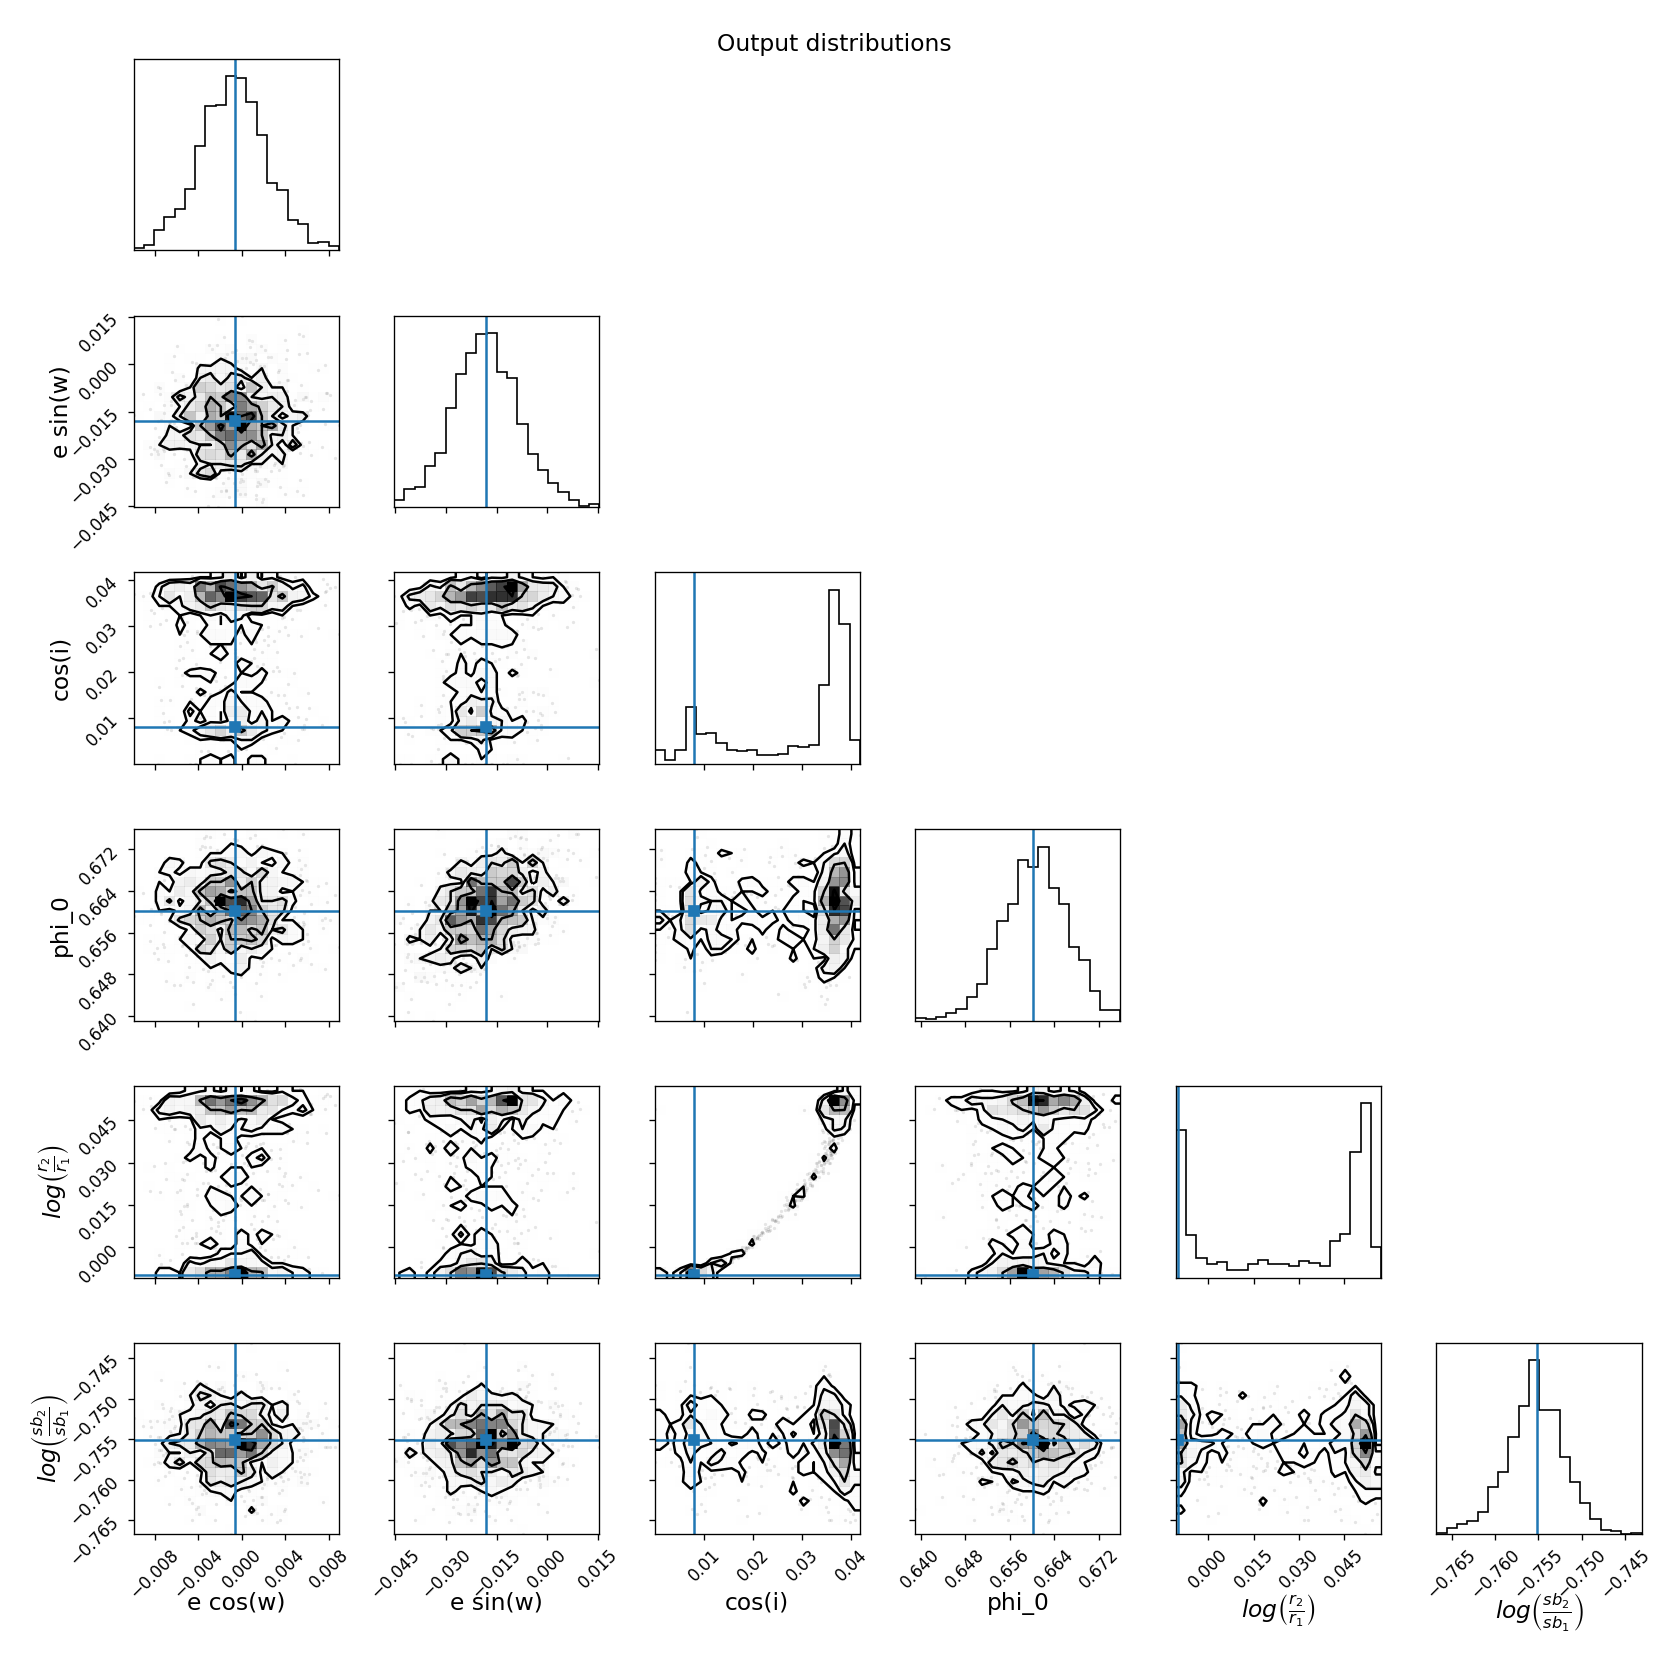 Output distributions
e sin(w)
0.015
0.000
−0.015
−0.030
−0.045
cos(i)
0.04
0.03
0.02
0.01
phi_0
0.672
0.664
0.656
0.648
0.640
log(r₂/r₁)
0.045
0.030
0.015
0.000
log(sb₂/sb₁)
−0.745
−0.750
−0.755
−0.760
−0.765
−0.008 −0.004 0.000 0.004 0.008
−0.045 −0.030 −0.015 0.000 0.015
0.01 0.02 0.03 0.04
0.640 0.648 0.656 0.664 0.672
0.000 0.015 0.030 0.045
−0.765 −0.760 −0.755 −0.750 −0.745
e cos(w)
e sin(w)
cos(i)
phi_0
log(r₂/r₁)
log(sb₂/sb₁)